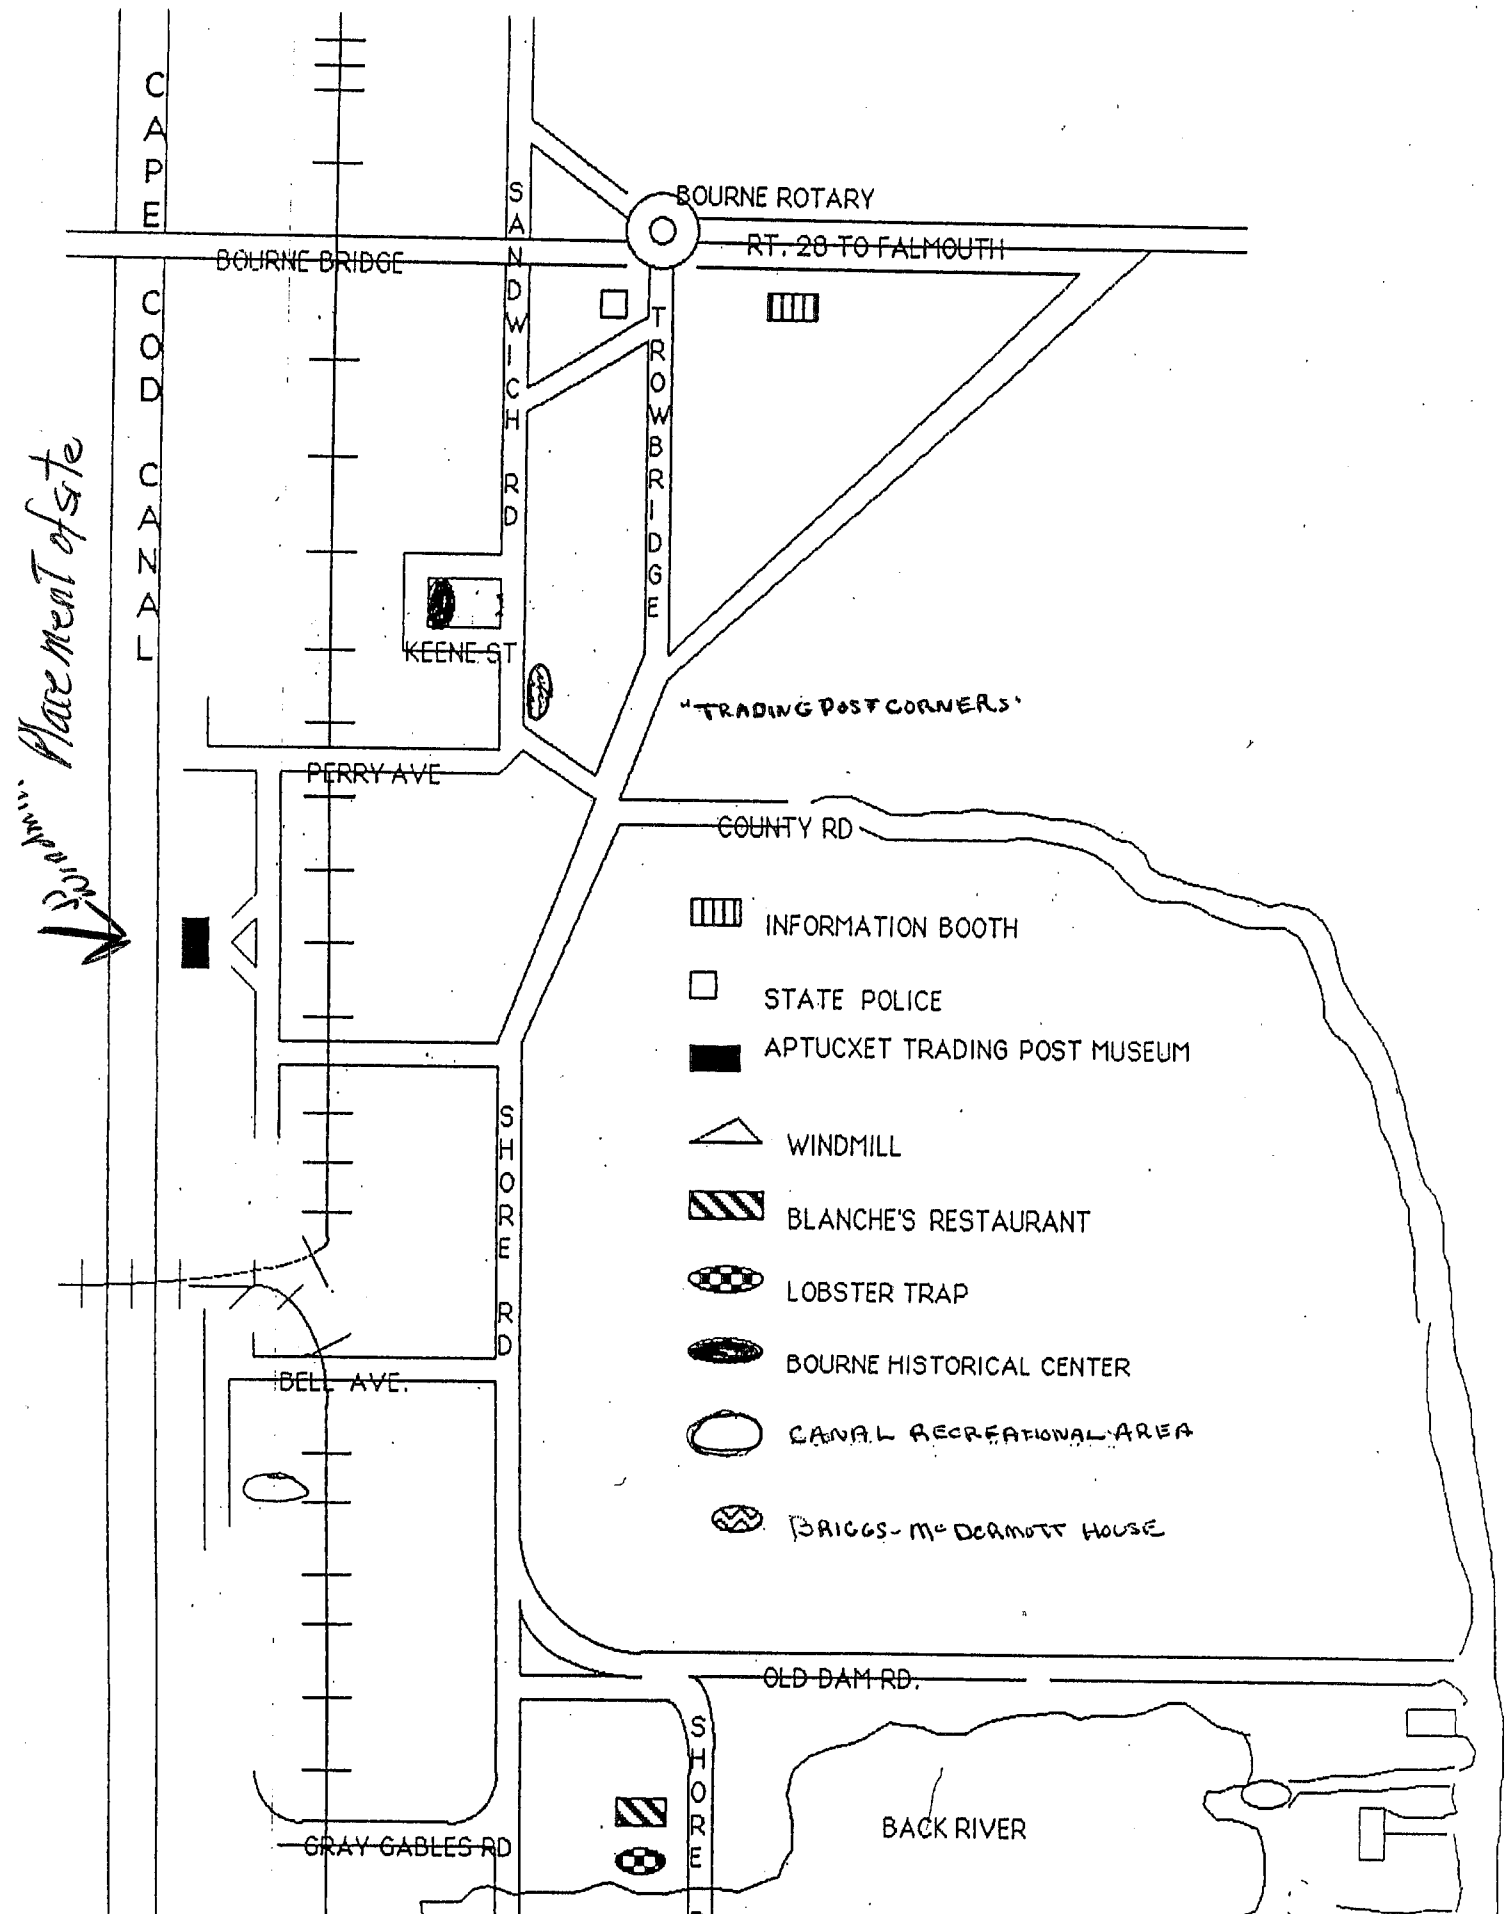 CAPE COD CANAL
SANDWICH RD
BOURNE ROTARY
RT. 28 TO FALMOUTH
BOURNE BRIDGE
TROWBRIDGE
Placement of site
KEENE ST
"TRADING POST CORNERS"
PERRY AVE
COUNTY RD
INFORMATION BOOTH
STATE POLICE
APTUCXET TRADING POST MUSEUM
WINDMILL
BLANCHE'S RESTAURANT
LOBSTER TRAP
BOURNE HISTORICAL CENTER
CANAL RECREATIONAL AREA
BRIGGS-McDERMOTT HOUSE
SHORE RD
BELL AVE.
OLD DAM RD.
SHORE
BACK RIVER
GRAY GABLES RD